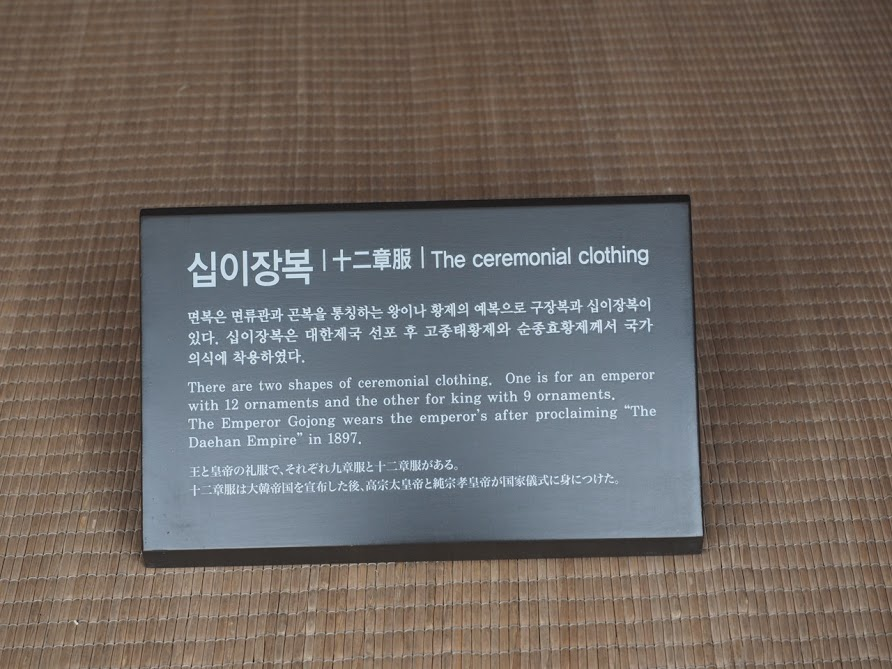 십이장복 | 十二章服 | The ceremonial clothing
면복은 면류관과 곤복을 통칭하는 왕이나 황제의 예복으로 구장복과 십이장복이
있다. 십이장복은 대한제국 선포 후 고종태황제와 순종효황제께서 국가
의식에 착용하였다.
There are two shapes of ceremonial clothing. One is for an emperor
with 12 ornaments and the other for king with 9 ornaments.
The Emperor Gojong wears the emperor's after proclaiming “The
Daehan Empire” in 1897.
王と皇帝の礼服で、それぞれ九章服と十二章服がある。
十二章服は大韓帝国を宣布した後、高宗太皇帝と純宗孝皇帝が国家儀式に身につけた。